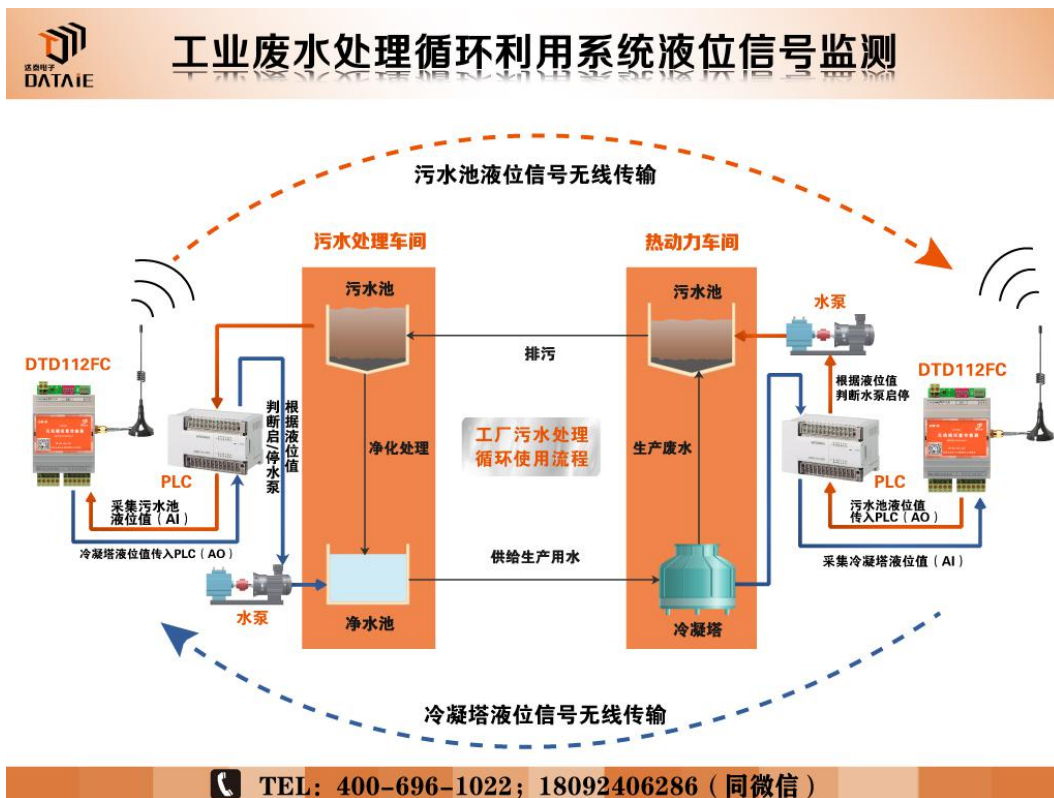 达泰电子
DATAIE
工业废水处理循环利用系统液位信号监测
污水池液位信号无线传输
污水处理车间
热动力车间
污水池
污水池
水泵
排污
DTD112FC
DTD112FC
根据液位值
判断水泵启停
根据液位值
判断启/停水泵
净化处理
工厂污水处理
循环使用流程
生产废水
PLC
PLC
采集污水池
液位值(AI)
污水池液位值
传入PLC(AO)
冷凝塔液位值传入PLC(AO)
供给生产用水
采集冷凝塔液位值(AI)
水泵
净水池
冷凝塔
冷凝塔液位信号无线传输
TEL: 400-696-1022; 18092406286(同微信)